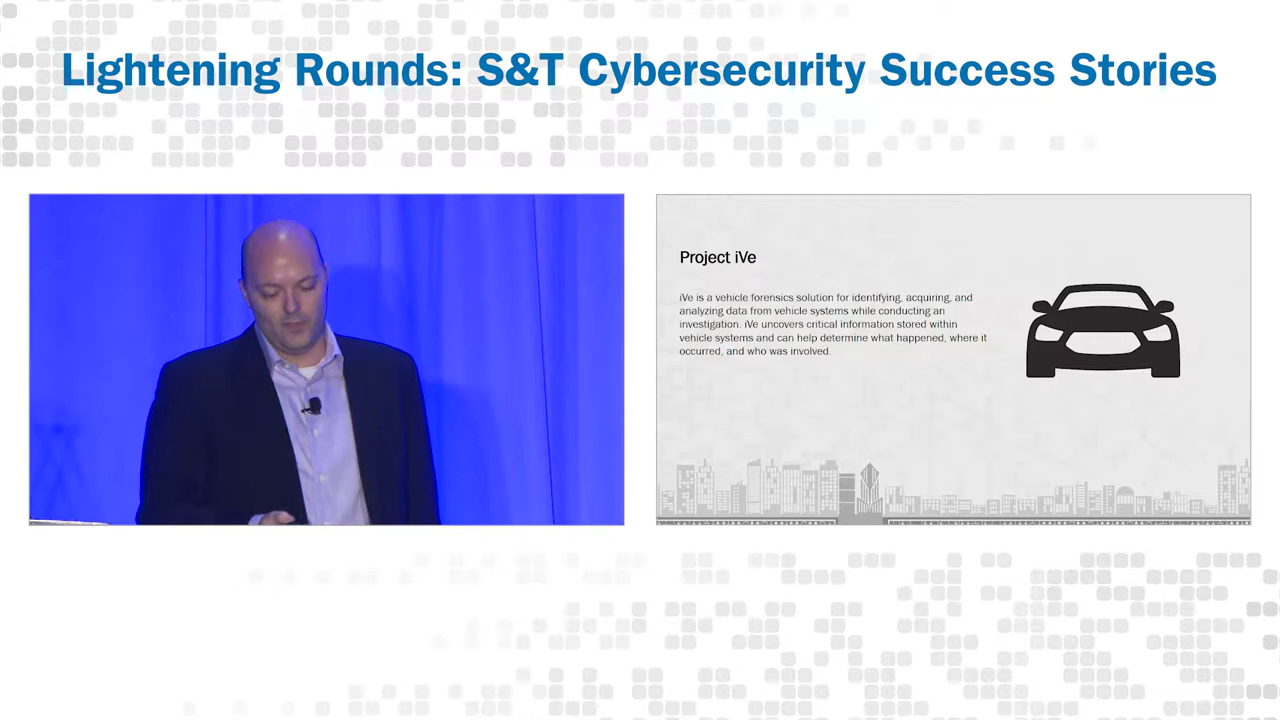 Lightening Rounds: S&T Cybersecurity Success Stories
Project iVe
iVe is a vehicle forensics solution for identifying, acquiring, and
analyzing data from vehicle systems while conducting an
investigation. iVe uncovers critical information stored within
vehicle systems and can help determine what happened, where it
occurred, and who was involved.